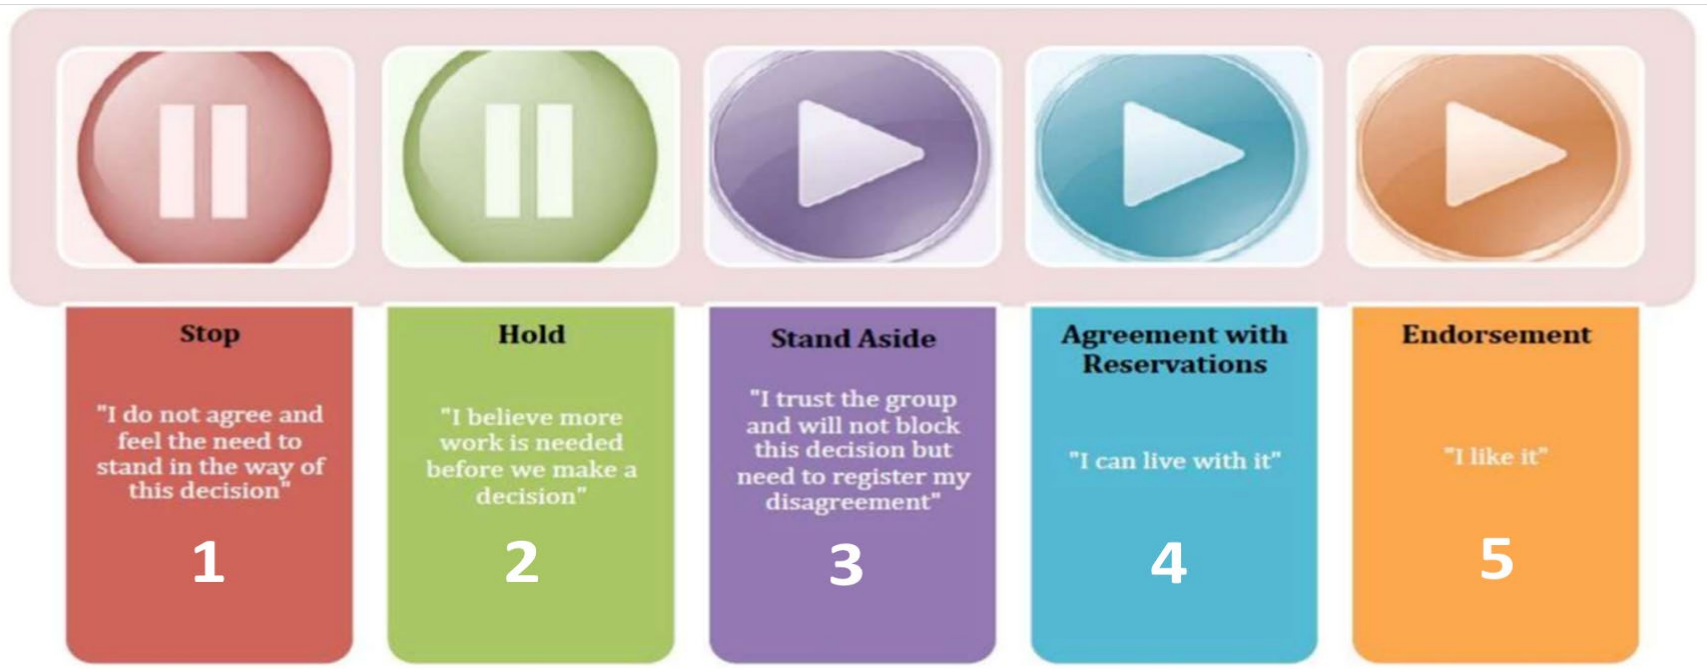 Stop
"I do not agree and
feel the need to
stand in the way of
this decision"
1
Hold
"I believe more
work is needed
before we make a
decision"
2
Stand Aside
"I trust the group
and will not block
this decision but
need to register my
disagreement"
3
Agreement with
Reservations
"I can live with it"
4
Endorsement
"I like it"
5